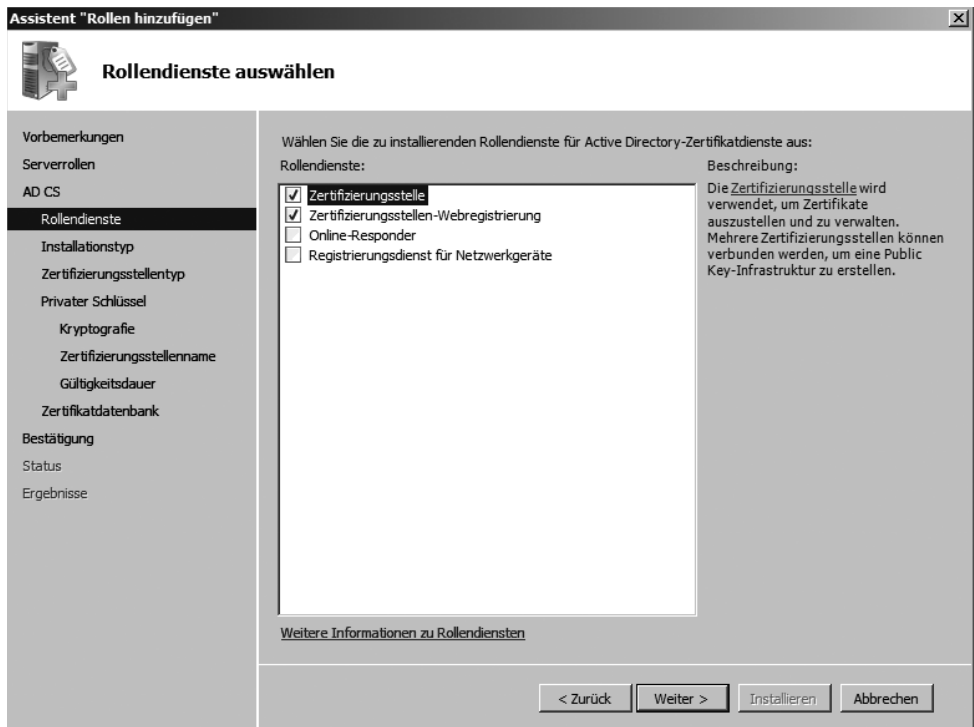 Assistent "Rollen hinzufügen"
Rollendienste auswählen
Vorbemerkungen
Serverrollen
AD CS
Rollendienste
Installationstyp
Zertifizierungsstellentyp
Privater Schlüssel
Kryptografie
Zertifizierungsstellenname
Gültigkeitsdauer
Zertifikatdatenbank
Bestätigung
Status
Ergebnisse
Wählen Sie die zu installierenden Rollendienste für Active Directory-Zertifikatdienste aus:
Rollendienste:
Zertifizierungsstelle
Zertifizierungsstellen-Webregistrierung
Online-Responder
Registrierungsdienst für Netzwerkgeräte
Weitere Informationen zu Rollendiensten
Beschreibung:
Die Zertifizierungsstelle wird
verwendet, um Zertifikate
auszustellen und zu verwalten.
Mehrere Zertifizierungsstellen können
verbunden werden, um eine Public
Key-Infrastruktur zu erstellen.
< Zurück
Weiter >
Installieren
Abbrechen